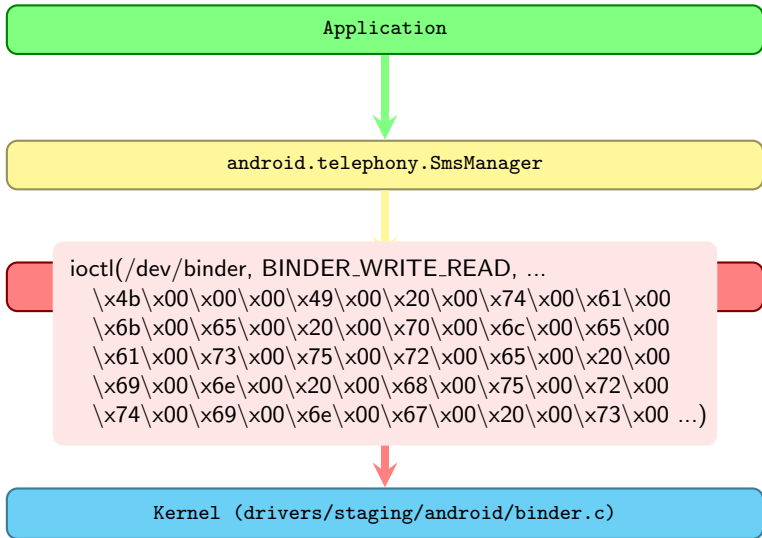 Application
android.telephony.SmsManager
ioctl(/dev/binder, BINDER_WRITE_READ, ...
\x4b\x00\x00\x00\x49\x00\x20\x00\x74\x00\x61\x00
\x6b\x00\x65\x00\x20\x00\x70\x00\x6c\x00\x65\x00
\x61\x00\x73\x00\x75\x00\x72\x00\x65\x00\x20\x00
\x69\x00\x6e\x00\x20\x00\x68\x00\x75\x00\x72\x00
\x74\x00\x69\x00\x6e\x00\x67\x00\x20\x00\x73\x00 ...)
Kernel (drivers/staging/android/binder.c)